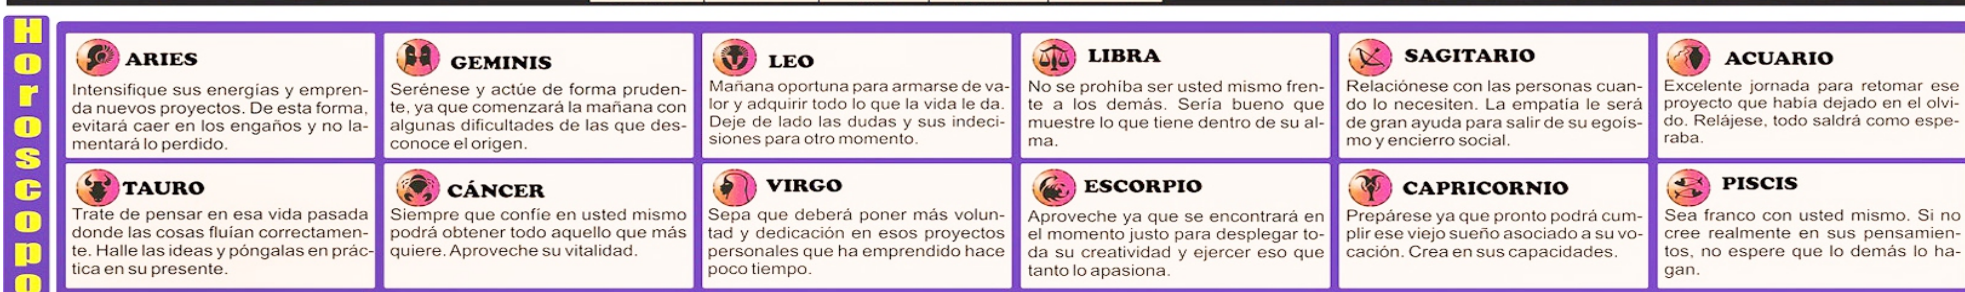 Horoscopo
ARIES
Intensifique sus energías y empren-
da nuevos proyectos. De esta forma,
evitará caer en los engaños y no la-
mentará lo perdido.
GEMINIS
Serénese y actúe de forma pruden-
te, ya que comenzará la mañana con
algunas dificultades de las que des-
conoce el origen.
LEO
Mañana oportuna para armarse de va-
lor y adquirir todo lo que la vida le da.
Deje de lado las dudas y sus indeci-
siones para otro momento.
LIBRA
No se prohíba ser usted mismo fren-
te a los demás. Sería bueno que
muestre lo que tiene dentro de su al-
ma.
SAGITARIO
Relaciónese con las personas cuan-
do lo necesiten. La empatía le será
de gran ayuda para salir de su egoís-
mo y encierro social.
ACUARIO
Excelente jornada para retomar ese
proyecto que había dejado en el olvi-
do. Relájese, todo saldrá como espe-
raba.
TAURO
Trate de pensar en esa vida pasada
donde las cosas fluían correctamen-
te. Halle las ideas y póngalas en prác-
tica en su presente.
CÁNCER
Siempre que confíe en usted mismo
podrá obtener todo aquello que más
quiere. Aproveche su vitalidad.
VIRGO
Sepa que deberá poner más volun-
tad y dedicación en esos proyectos
personales que ha emprendido hace
poco tiempo.
ESCORPIO
Aproveche ya que se encontrará en
el momento justo para desplegar to-
da su creatividad y ejercer eso que
tanto lo apasiona.
CAPRICORNIO
Prepárese ya que pronto podrá cum-
plir ese viejo sueño asociado a su vo-
cación. Crea en sus capacidades.
PISCIS
Sea franco con usted mismo. Si no
cree realmente en sus pensamien-
tos, no espere que lo demás lo ha-
gan.